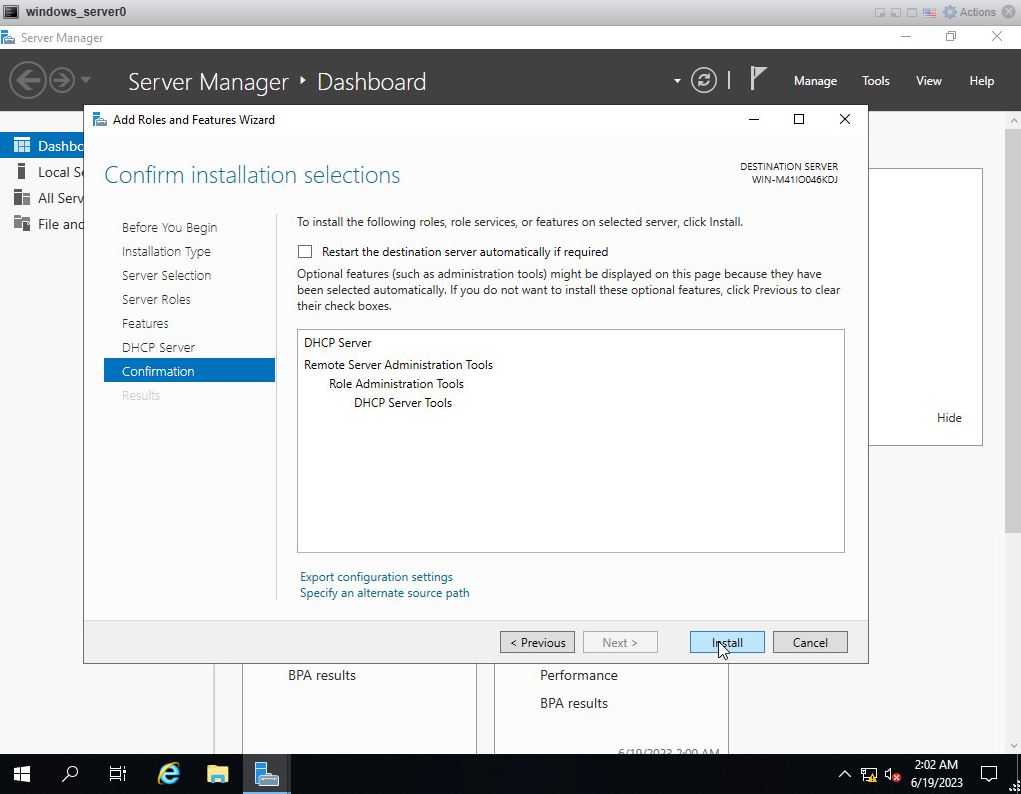 windows_server0
Actions
Server Manager
Server Manager
Dashboard
Manage
Tools
View
Help
Add Roles and Features Wizard
Dashbo
Local Se
All Serv
File and
Confirm installation selections
DESTINATION SERVER
WIN-M41IO046KDJ
Before You Begin
Installation Type
Server Selection
Server Roles
Features
DHCP Server
Confirmation
Results
To install the following roles, role services, or features on selected server, click Install.
Restart the destination server automatically if required
Optional features (such as administration tools) might be displayed on this page because they have
been selected automatically. If you do not want to install these optional features, click Previous to clear
their check boxes.
DHCP Server
Remote Server Administration Tools
Role Administration Tools
DHCP Server Tools
Export configuration settings
Specify an alternate source path
< Previous
Next >
Install
Cancel
Hide
BPA results
Performance
BPA results
6/19/2023 2:00 AM
2:02 AM
6/19/2023